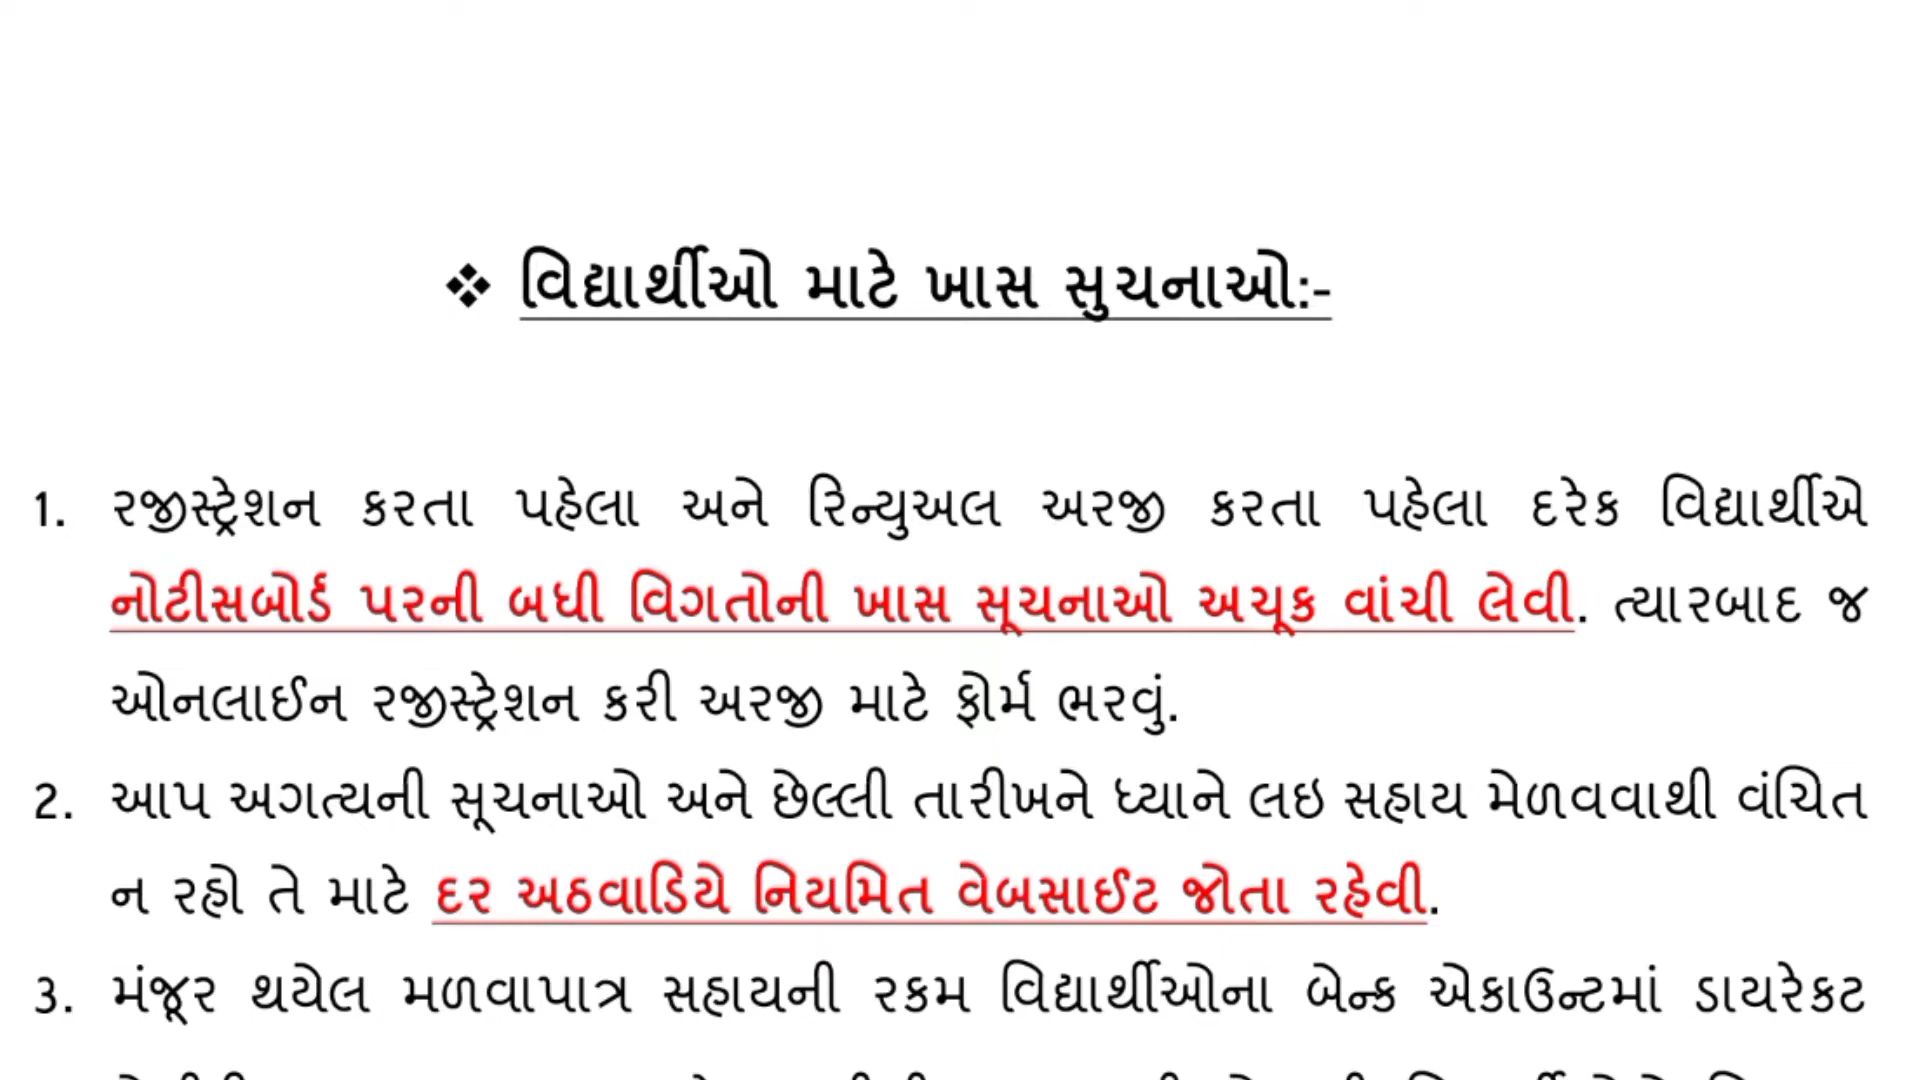 ❖ વિદ્યાર્થીઓ માટે ખાસ સુચનાઓ:-
1. રજીસ્ટ્રેશન કરતા પહેલા અને રિન્યુઅલ અરજી કરતા પહેલા દરેક વિદ્યાર્થીએ
નોટીસબોર્ડ પરની બધી વિગતોની ખાસ સૂચનાઓ અચૂક વાંચી લેવી. ત્યારબાદ જ
ઓનલાઈન રજીસ્ટ્રેશન કરી અરજી માટે ફોર્મ ભરવું.
2. આપ અગત્યની સૂચનાઓ અને છેલ્લી તારીખને ધ્યાને લઇ સહાય મેળવવાથી વંચિત
ન રહો તે માટે દર અઠવાડિયે નિયમિત વેબસાઈટ જોતા રહેવી.
3. મંજૂર થયેલ મળવાપાત્ર સહાયની રકમ વિદ્યાર્થીઓના બેન્ક એકાઉન્ટમાં ડાયરેકટ